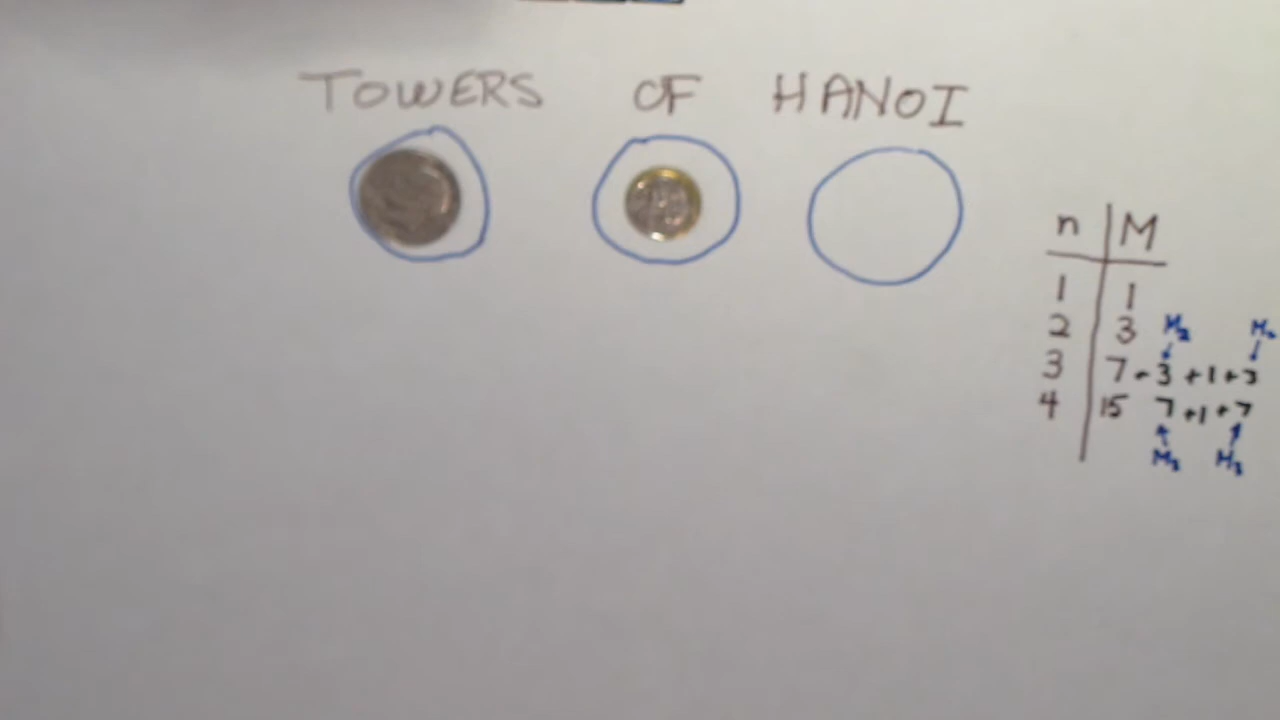 TOWERS OF HANOI
n M
1 1
2 3 M₂
3 7 - 3 + 1 + 3
4 15 7 + 1 + 7
M₃ M₃